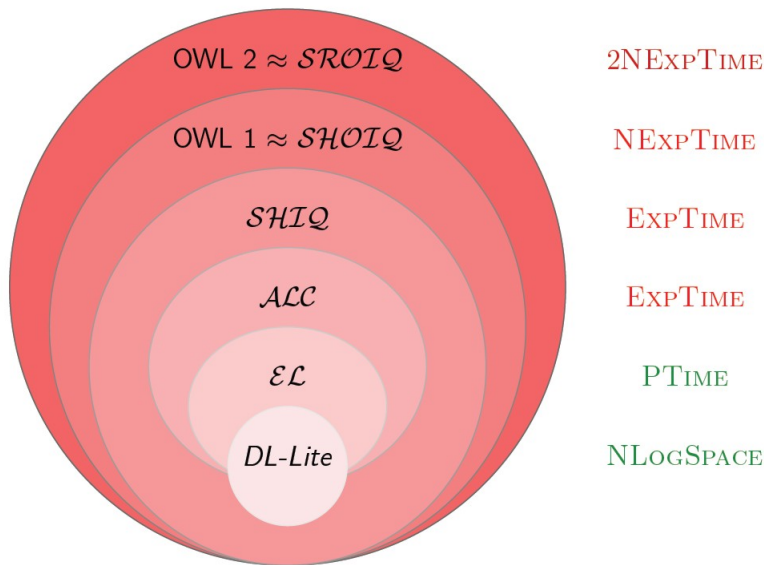 OWL 2 ≈ 𝒮ℛ𝒪ℐ𝒬 2NExpTime
OWL 1 ≈ 𝒮ℋ𝒪ℐ𝒬 NExpTime
𝒮ℋℐ𝒬 ExpTime
𝒜ℒ𝒞 ExpTime
ℰℒ PTime
DL-Lite NLogSpace